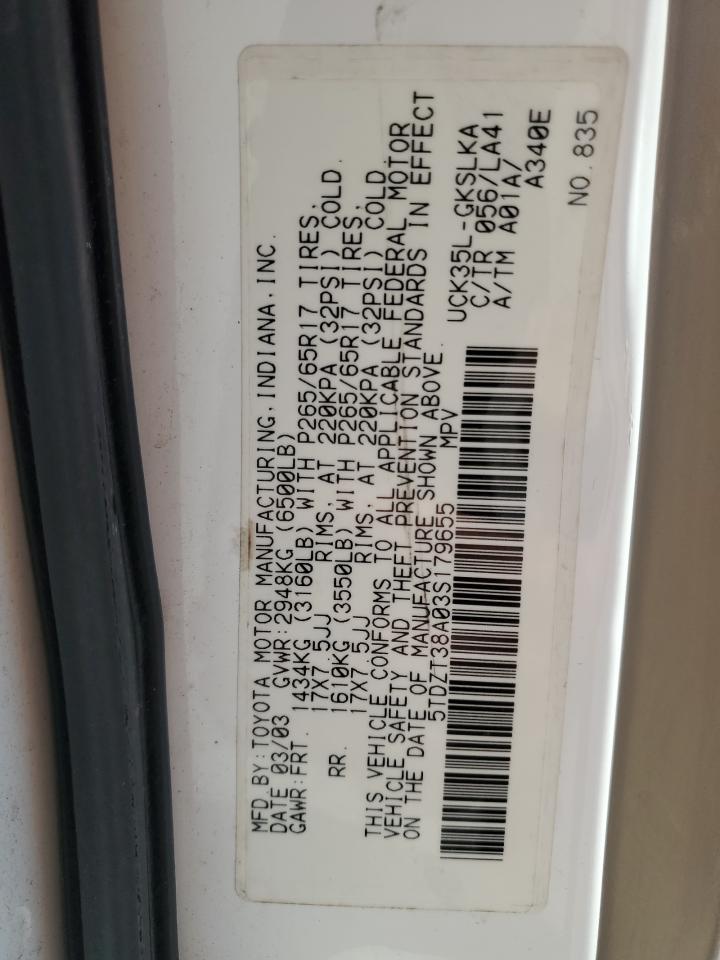 MFD. BY: TOYOTA MOTOR MANUFACTURING, INDIANA, INC.
DATE 03/03 GVWR: 2948KG (6500LB)
GAWR: FRT. 1434KG (3160LB) WITH P265/65R17 TIRES,
17X7.5JJ RIMS, AT 220KPA (32PSI) COLD.
RR. 1610KG (3550LB) WITH P265/65R17 TIRES,
17X7.5JJ RIMS, AT 220KPA (32PSI) COLD.
THIS VEHICLE CONFORMS TO ALL APPLICABLE FEDERAL MOTOR
VEHICLE SAFETY AND THEFT PREVENTION STANDARDS IN EFFECT
ON THE DATE OF MANUFACTURE SHOWN ABOVE.
5TDZT38A03S179655 MPV
UCK35L-GKSLKA
C/TR 056/LA41
A/TM A01A/
A340E
NO. 835